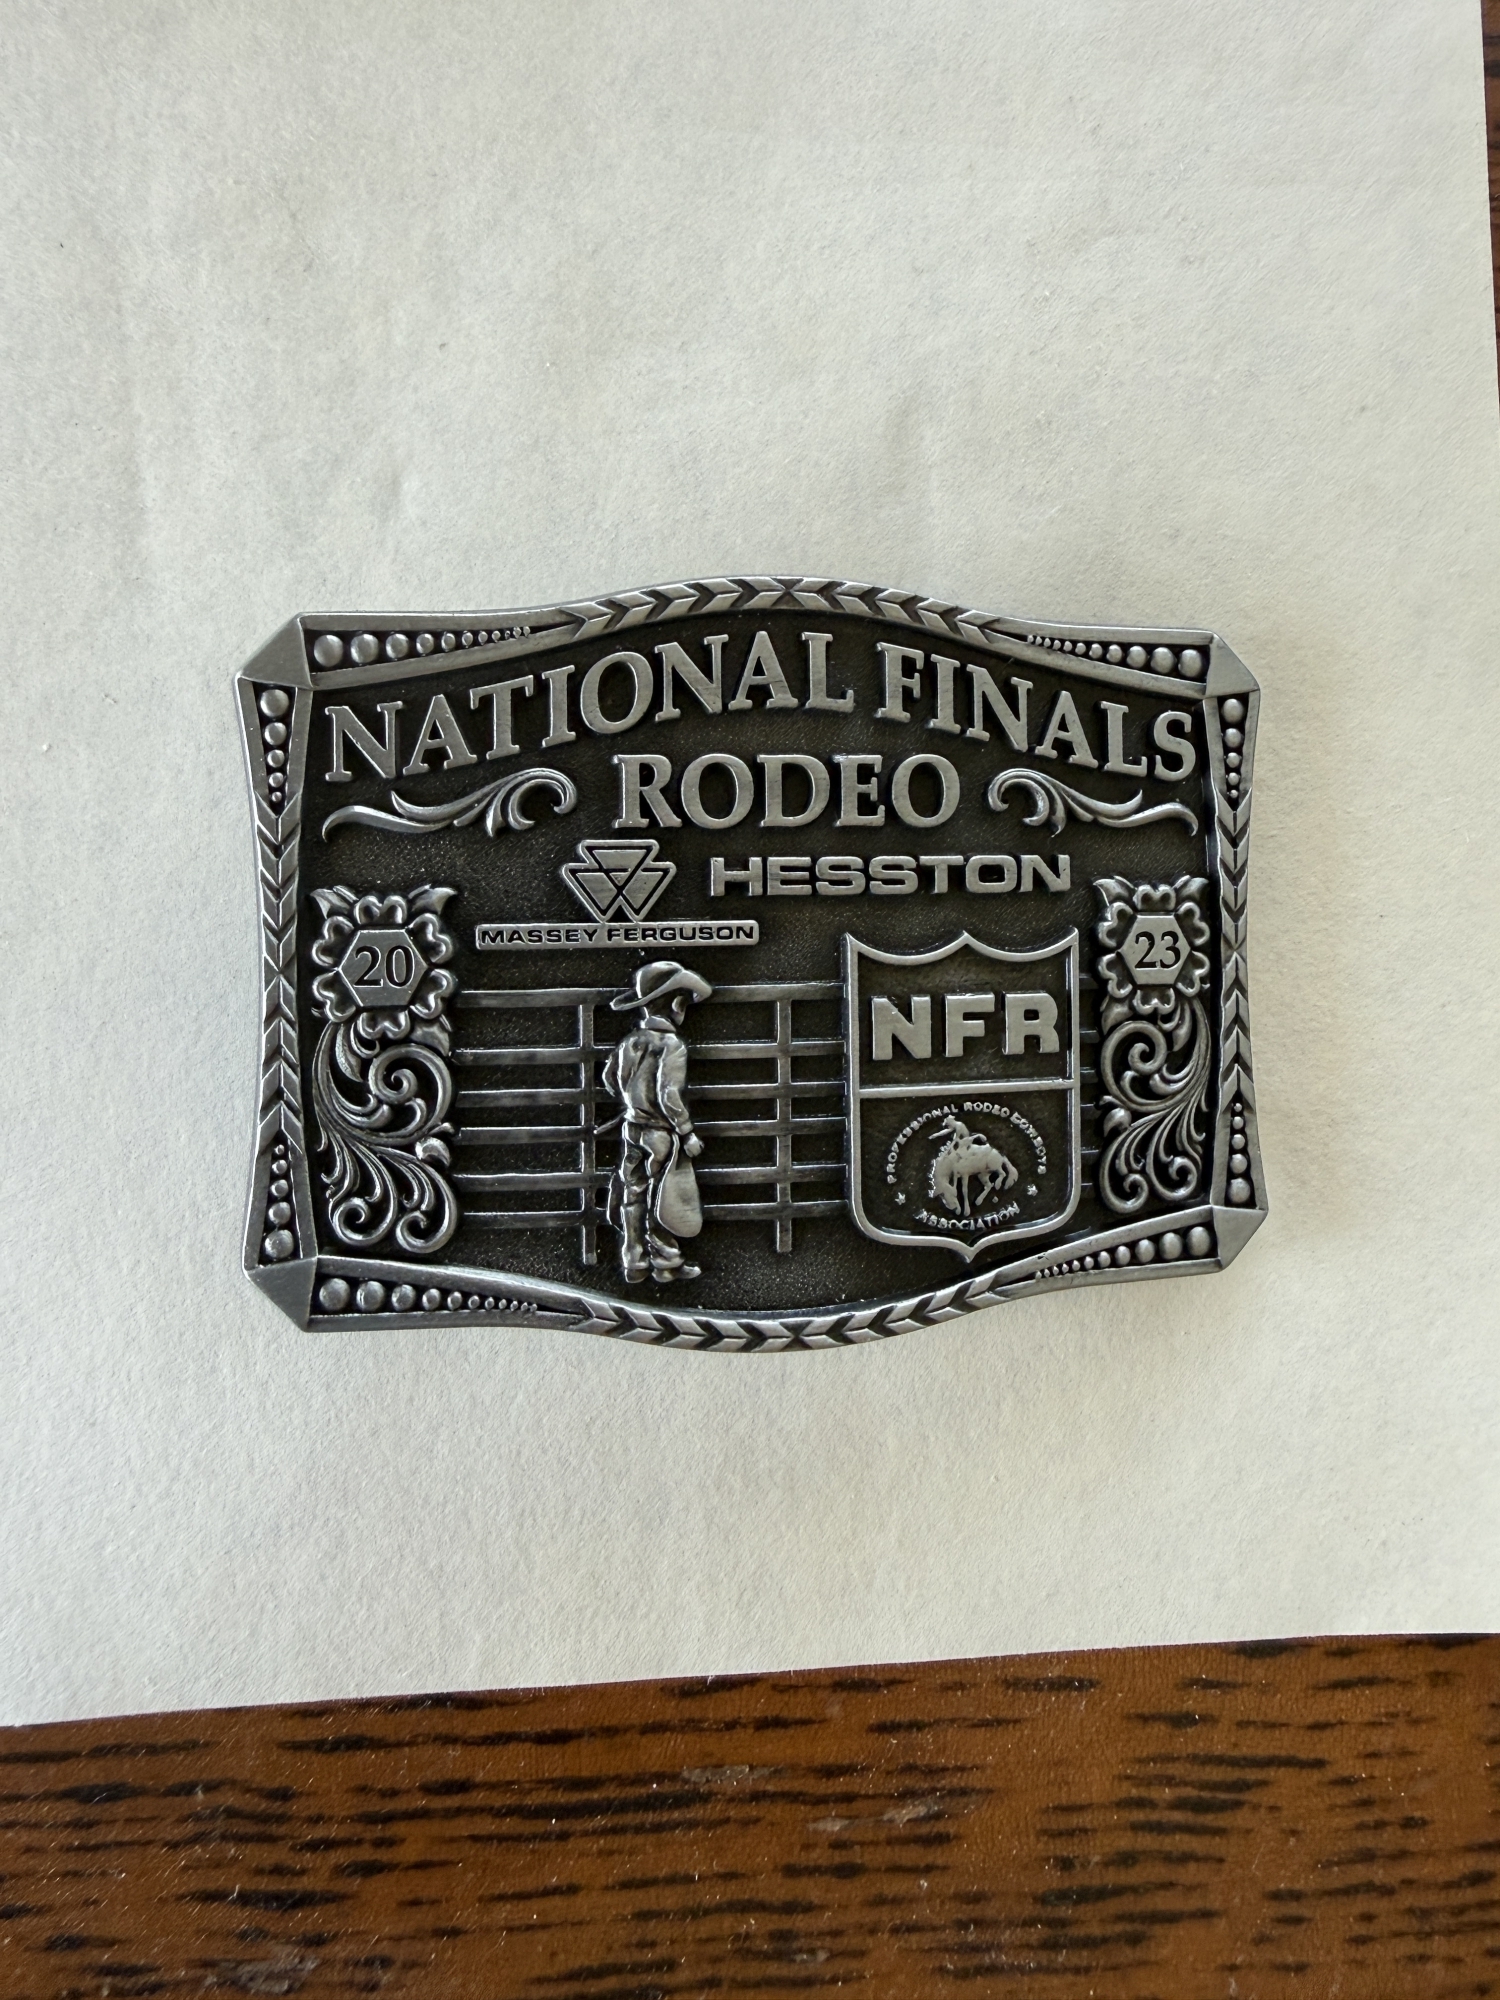 NATIONAL FINALS
RODEO
HESSTON
MASSEY FERGUSON
20
23
NFR
PROFESSIONAL RODEO COWBOYS
ASSOCIATION